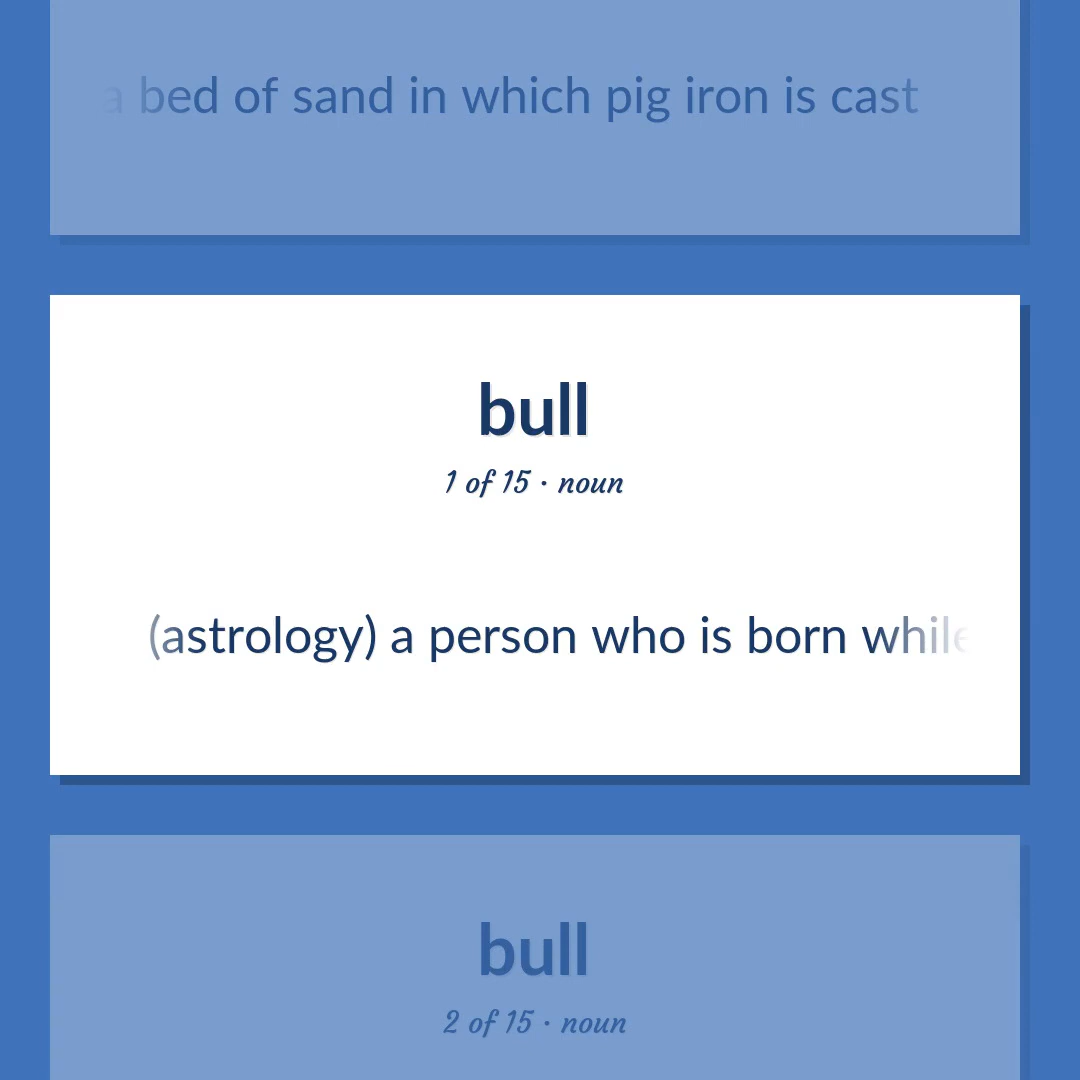 a bed of sand in which pig iron is cast
bull
1 of 15 · noun
(astrology) a person who is born while
bull
2 of 15 · noun